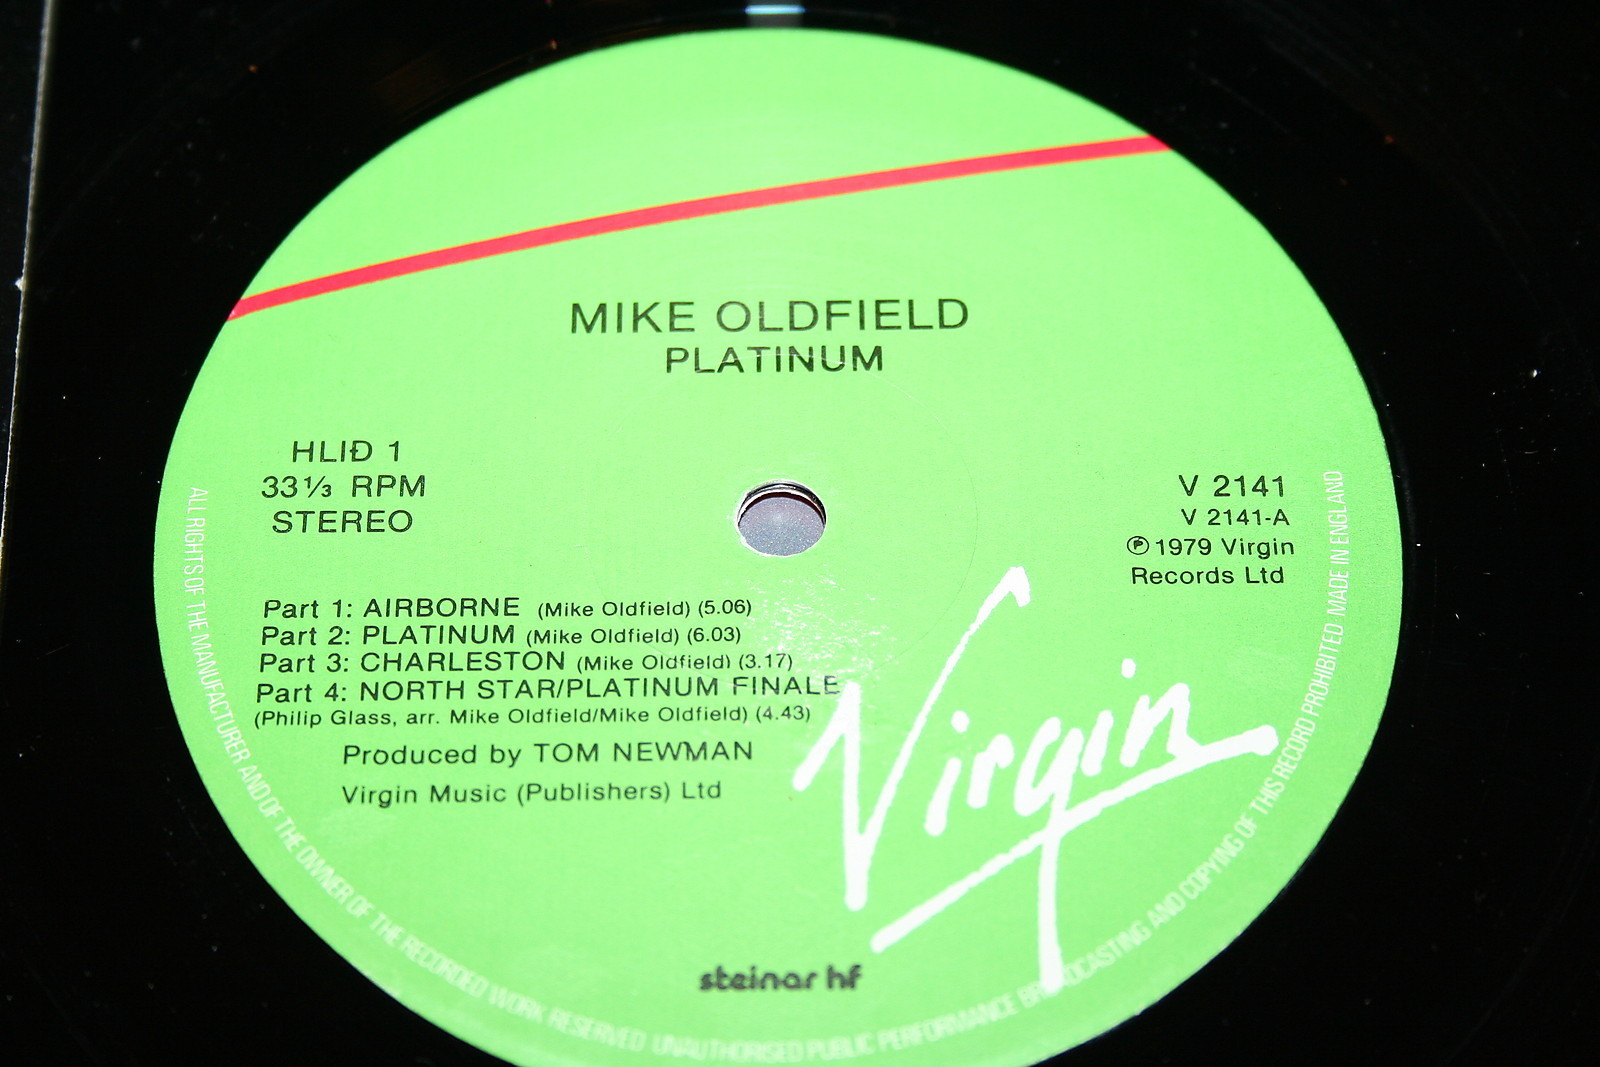 MIKE OLDFIELD
PLATINUM
HLIÐ 1
33⅓ RPM
STEREO
V 2141
V 2141-A
Ⓟ 1979 Virgin
Records Ltd
Part 1: AIRBORNE (Mike Oldfield) (5.06)
Part 2: PLATINUM (Mike Oldfield) (6.03)
Part 3: CHARLESTON (Mike Oldfield) (3.17)
Part 4: NORTH STAR/PLATINUM FINALE
(Philip Glass, arr. Mike Oldfield/Mike Oldfield) (4.43)
Produced by TOM NEWMAN
Virgin Music (Publishers) Ltd
Virgin
steinar hf
ALL RIGHTS OF THE MANUFACTURER AND OF THE OWNER OF THE RECORDED WORK RESERVED UNAUTHORISED PUBLIC PERFORMANCE BROADCASTING AND COPYING OF THIS RECORD PROHIBITED MADE IN ENGLAND